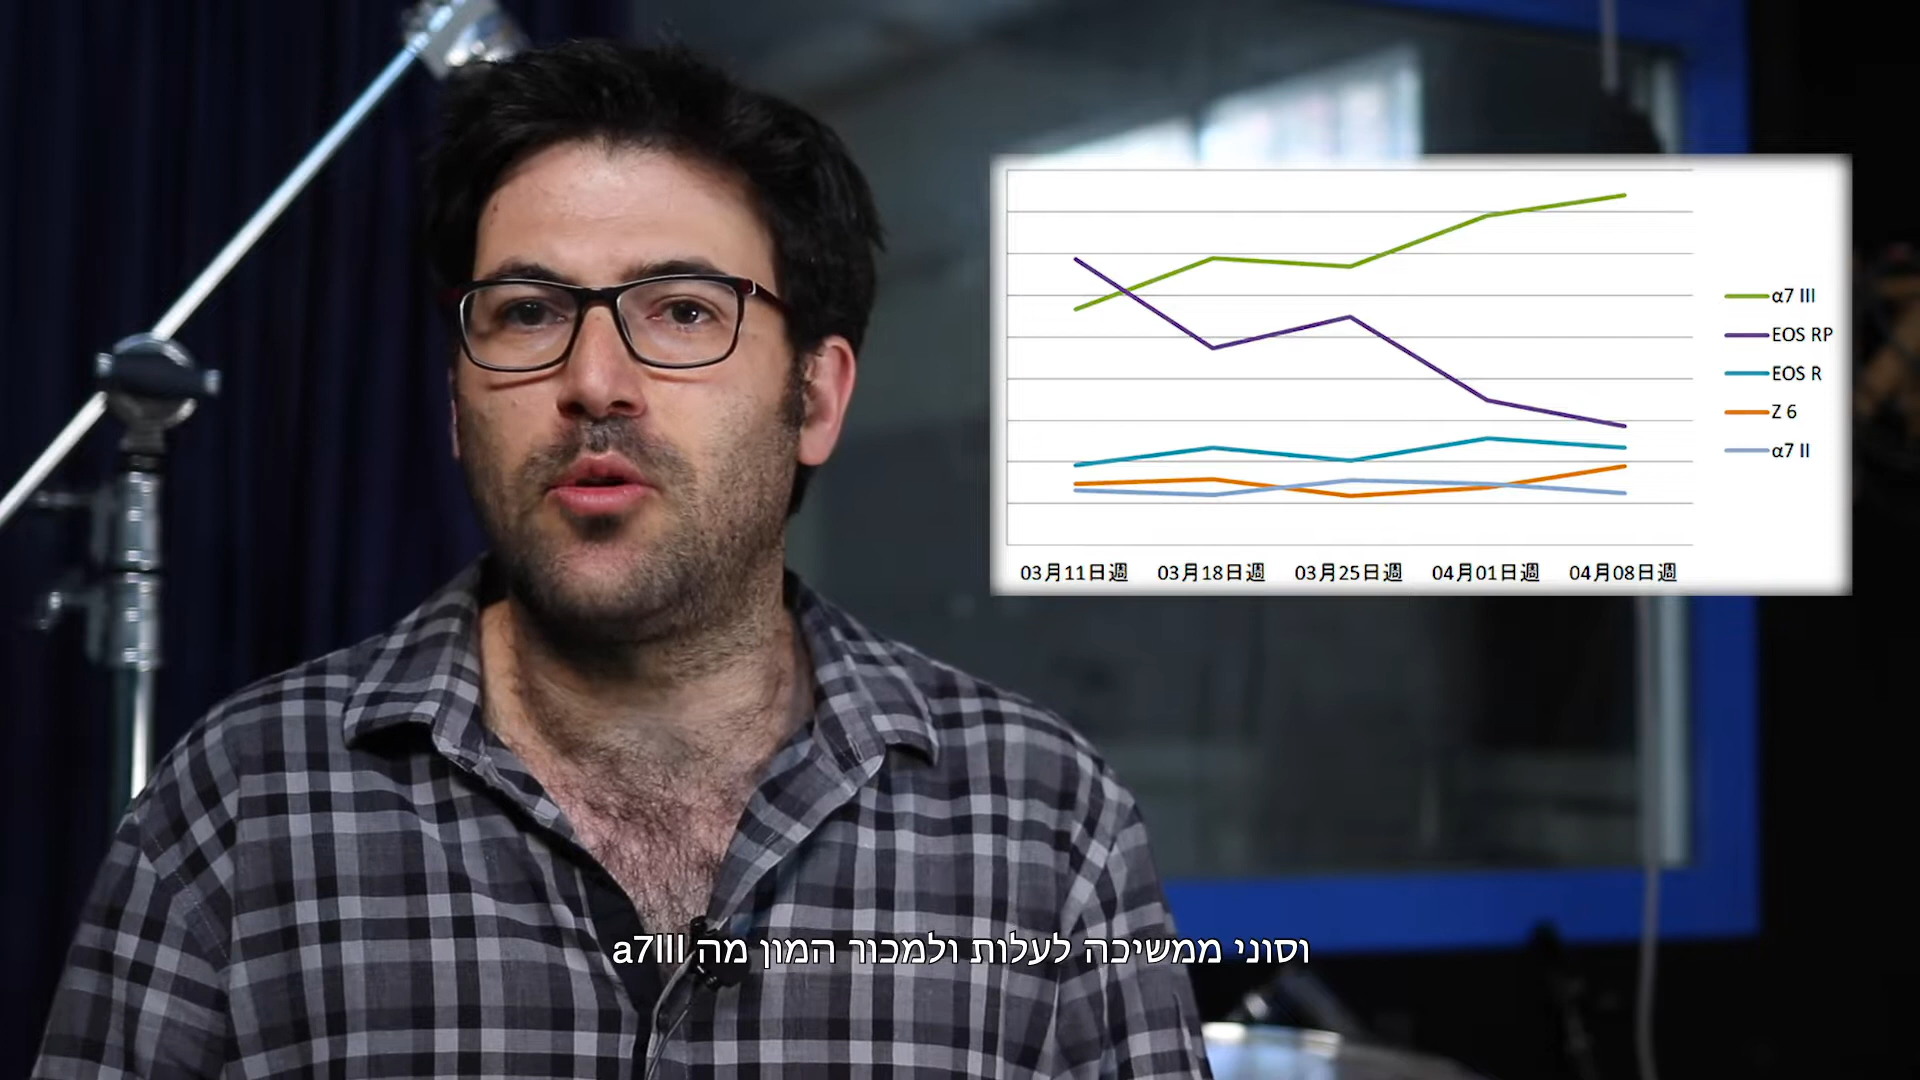 α7 III
EOS RP
EOS R
Z 6
α7 II
03月11日週 03月18日週 03月25日週 04月01日週 04月08日週
וסוני ממשיכה לעלות ולמכור המון מה a7III